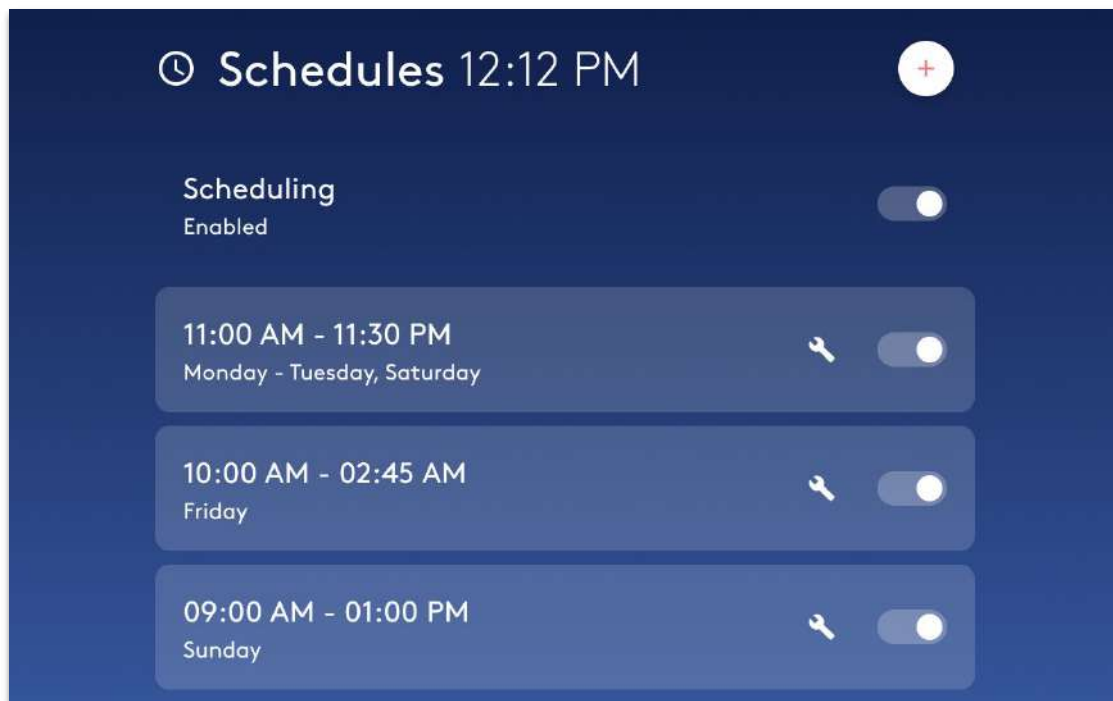 Schedules 12:12 PM
Scheduling
Enabled
11:00 AM - 11:30 PM
Monday - Tuesday, Saturday
10:00 AM - 02:45 AM
Friday
09:00 AM - 01:00 PM
Sunday